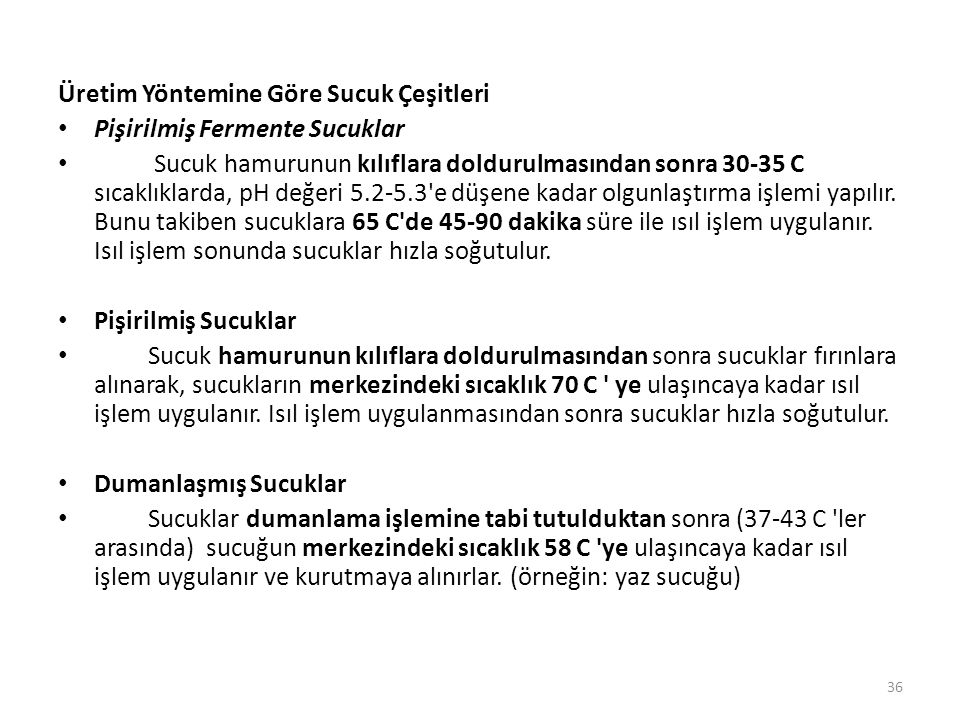 Üretim Yöntemine Göre Sucuk Çeşitleri
• Pişirilmiş Fermente Sucuklar
• Sucuk hamurunun kılıflara doldurulmasından sonra 30-35 C
sıcaklıklarda, pH değeri 5.2-5.3'e düşene kadar olgunlaştırma işlemi yapılır.
Bunu takiben sucuklara 65 C'de 45-90 dakika süre ile ısıl işlem uygulanır.
Isıl işlem sonunda sucuklar hızla soğutulur.
• Pişirilmiş Sucuklar
• Sucuk hamurunun kılıflara doldurulmasından sonra sucuklar fırınlara
alınarak, sucukların merkezindeki sıcaklık 70 C ' ye ulaşıncaya kadar ısıl
işlem uygulanır. Isıl işlem uygulanmasından sonra sucuklar hızla soğutulur.
• Dumanlaşmış Sucuklar
• Sucuklar dumanlama işlemine tabi tutulduktan sonra (37-43 C 'ler
arasında) sucuğun merkezindeki sıcaklık 58 C 'ye ulaşıncaya kadar ısıl
işlem uygulanır ve kurutmaya alınırlar. (örneğin: yaz sucuğu)
36